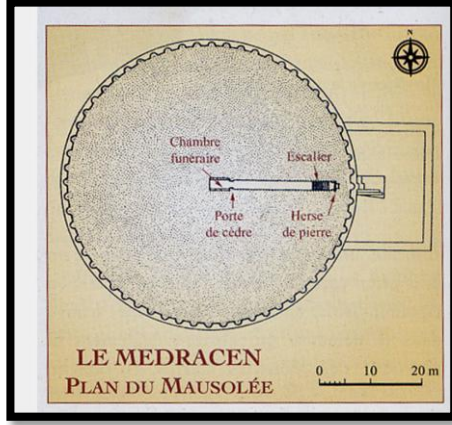 N
Chambre
funéraire
Escalier
Porte
de cèdre
Herse
de pierre
LE MEDRACEN
PLAN DU MAUSOLÉE
0 10 20 m